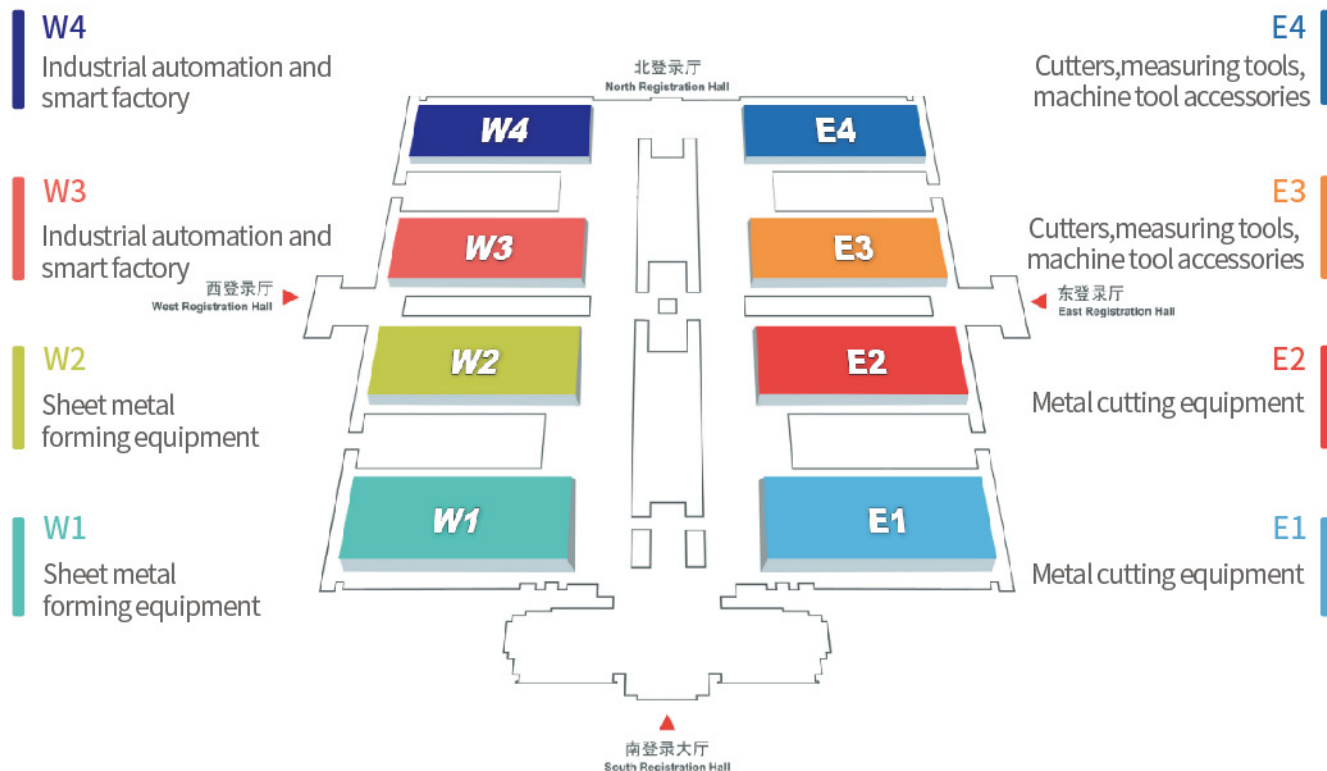 W4
Industrial automation and
smart factory
W3
Industrial automation and
smart factory
W2
Sheet metal
forming equipment
W1
Sheet metal
forming equipment
北登录厅
North Registration Hall
W4
E4
W3
E3
西登录厅
West Registration Hall
东登录厅
East Registration Hall
W2
E2
W1
E1
南登录大厅
South Registration Hall
E4
Cutters,measuring tools,
machine tool accessories
E3
Cutters,measuring tools,
machine tool accessories
E2
Metal cutting equipment
E1
Metal cutting equipment